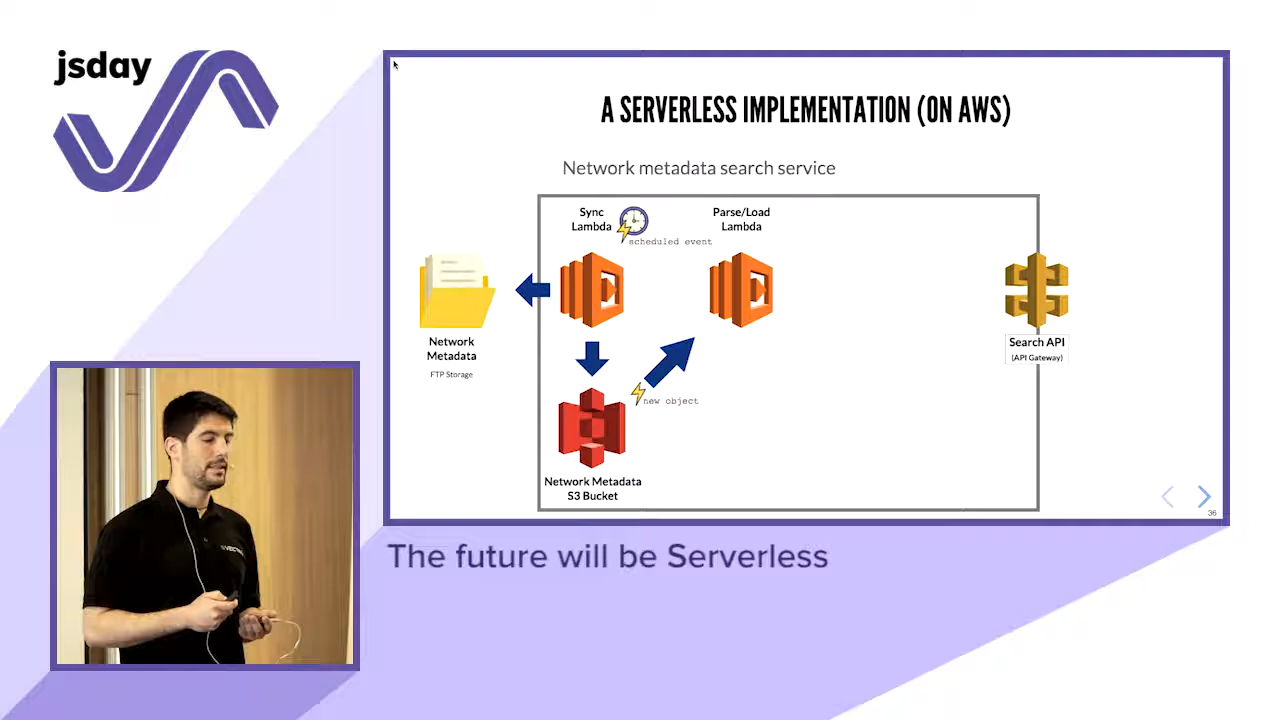 jsday
A SERVERLESS IMPLEMENTATION (ON AWS)
Network metadata search service
Sync
Lambda
scheduled event
Parse/Load
Lambda
Network
Metadata
FTP Storage
Search API
(API Gateway)
new object
Network Metadata
S3 Bucket
36
The future will be Serverless